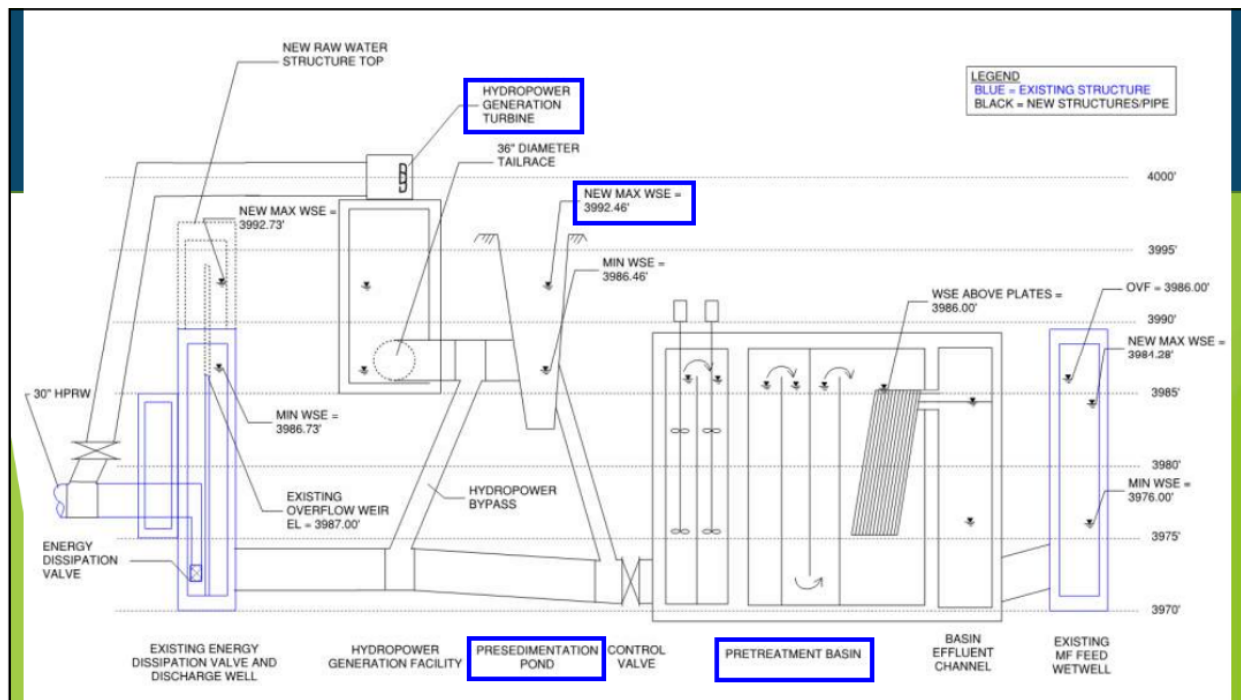 NEW RAW WATER
STRUCTURE TOP
HYDROPOWER
GENERATION
TURBINE
LEGEND
BLUE = EXISTING STRUCTURE
BLACK = NEW STRUCTURES/PIPE
36" DIAMETER
TAILRACE
4000'
NEW MAX WSE =
3992.73'
NEW MAX WSE =
3992.46'
3995'
MIN WSE =
3986.46'
WSE ABOVE PLATES =
3986.00'
OVF = 3986.00'
3990'
NEW MAX WSE =
3984.28'
30" HPRW
MIN WSE =
3986.73'
3985'
3980'
EXISTING
OVERFLOW WEIR
EL = 3987.00'
HYDROPOWER
BYPASS
MIN WSE =
3976.00'
3975'
ENERGY
DISSIPATION
VALVE
3970'
EXISTING ENERGY
DISSIPATION VALVE AND
DISCHARGE WELL
HYDROPOWER
GENERATION FACILITY
PRESEDIMENTATION
POND
CONTROL
VALVE
PRETREATMENT BASIN
BASIN
EFFLUENT
CHANNEL
EXISTING
MF FEED
WETWELL